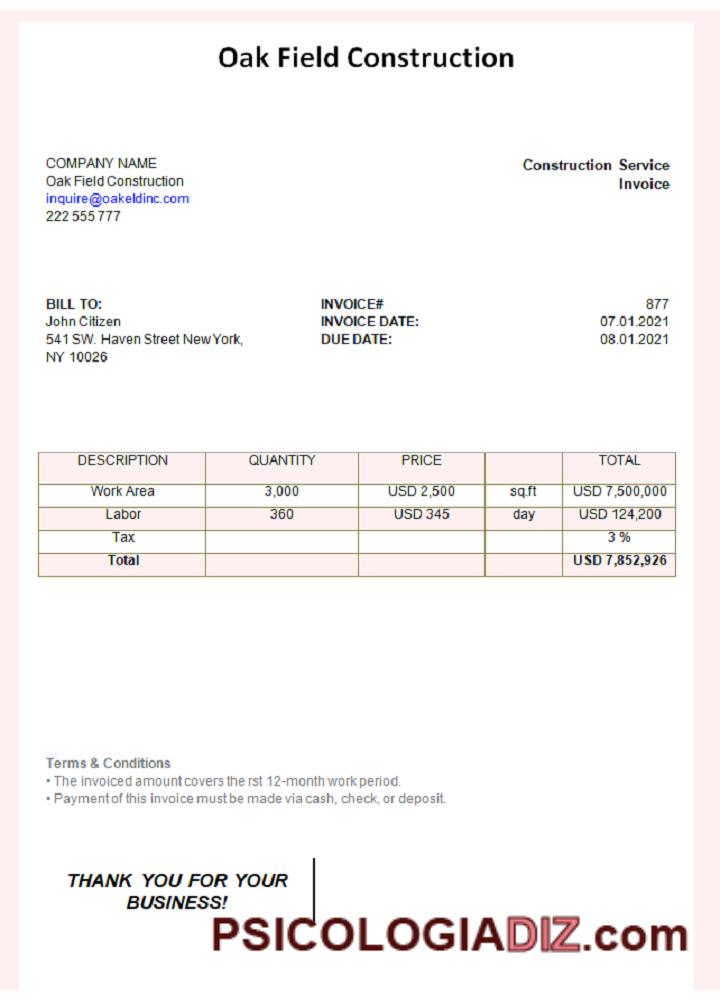 Oak Field Construction
COMPANY NAME
Oak Field Construction
inquire@oakeldinc.com
222 555 777
Construction Service
Invoice
BILL TO:
John Citizen
541 SW. Haven Street New York,
NY 10026
INVOICE# 877
INVOICE DATE: 07.01.2021
DUE DATE: 08.01.2021
DESCRIPTION QUANTITY PRICE TOTAL
Work Area 3,000 USD 2,500 sq.ft USD 7,500,000
Labor 360 USD 345 day USD 124,200
Tax 3 %
Total USD 7,852,926
Terms & Conditions
• The invoiced amount covers the rst 12-month work period.
• Payment of this invoice must be made via cash, check, or deposit.
THANK YOU FOR YOUR
BUSINESS!
PSICOLOGIADIZ.com